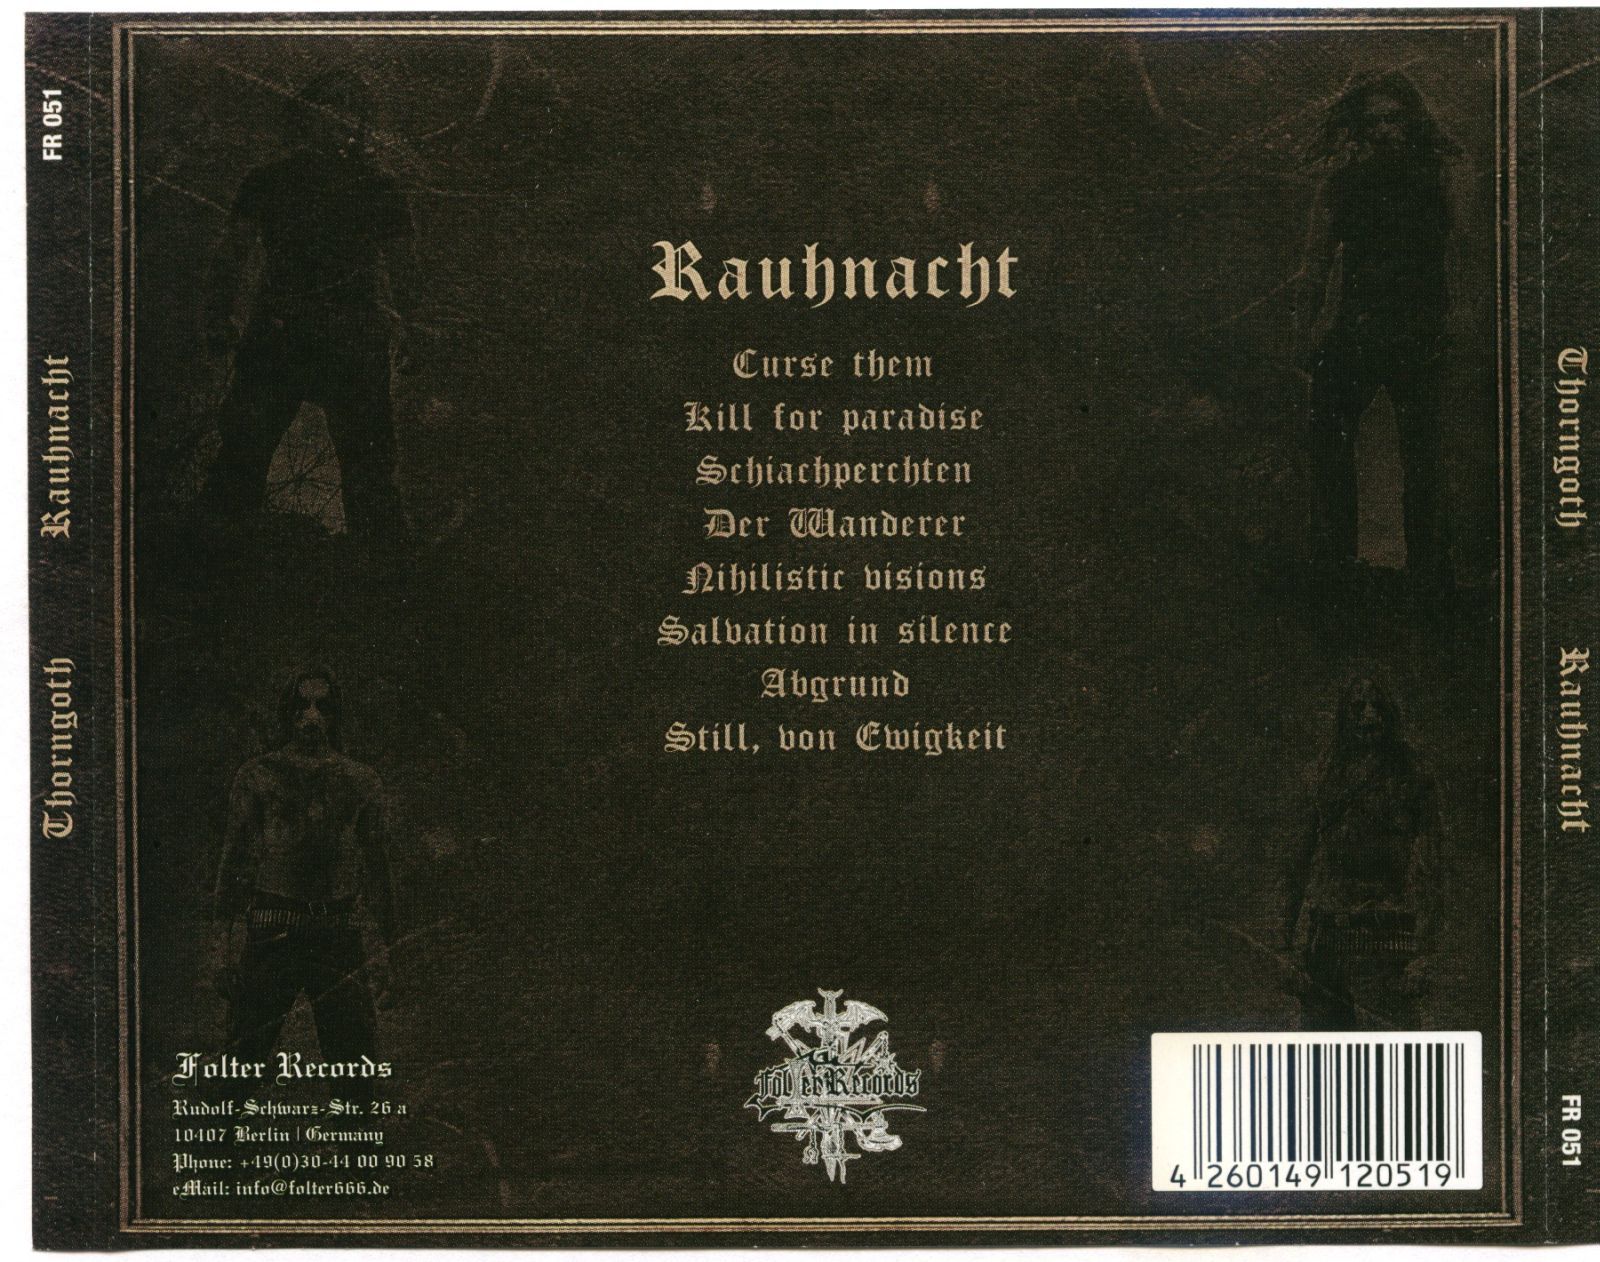 FR 051
Rauhnacht
Thorngoth
Rauhnacht
Curse them
Kill for paradise
Schiachperchten
Der Wanderer
Nihilistic visions
Salvation in silence
Abgrund
Still, von Ewigkeit
Folter Records
Rudolf-Schwarz-Str. 26 a
10407 Berlin | Germany
Phone: +49(0)30-44 00 90 58
eMail: info@folter666.de
Folter Records
4 260149 120519
Thorngoth
Rauhnacht
FR 051